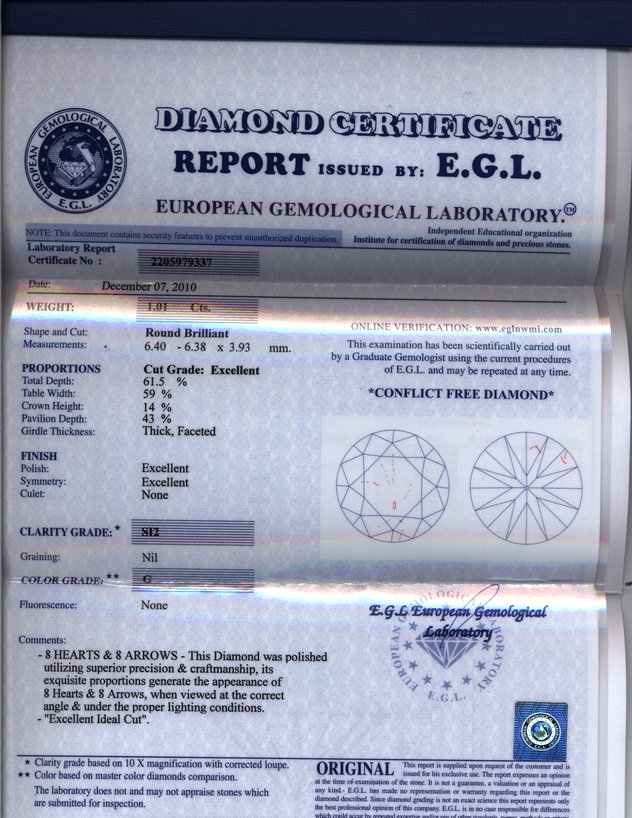 EUROPEAN GEMOLOGICAL LABORATORY
E.G.L.
DIAMOND CERTIFICATE
REPORT ISSUED BY: E.G.L.
EUROPEAN GEMOLOGICAL LABORATORY.™
Independent Educational organization
Institute for certification of diamonds and precious stones.
NOTE: This document contains security features to prevent unauthorized duplication.
Laboratory Report
Certificate No : 2205979337
Date: December 07, 2010
WEIGHT: 1.01 Cts.
Shape and Cut: Round Brilliant
Measurements: 6.40 - 6.38 x 3.93 mm.
PROPORTIONS Cut Grade: Excellent
Total Depth: 61.5 %
Table Width: 59 %
Crown Height: 14 %
Pavilion Depth: 43 %
Girdle Thickness: Thick, Faceted
FINISH
Polish: Excellent
Symmetry: Excellent
Culet: None
CLARITY GRADE: * SI2
Graining: Nil
COLOR GRADE: ** G
Fluorescence: None
Comments:
- 8 HEARTS & 8 ARROWS - This Diamond was polished
utilizing superior precision & craftmanship, its
exquisite proportions generate the appearance of
8 Hearts & 8 Arrows, when viewed at the correct
angle & under the proper lighting conditions.
- "Excellent Ideal Cut".
ONLINE VERIFICATION: www.eglnwml.com
This examination has been scientifically carried out
by a Graduate Gemologist using the current procedures
of E.G.L. and may be repeated at any time.
*CONFLICT FREE DIAMOND*
E.G.L European Gemological
Laboratory
EUROPEAN GEMOLOGICAL LABORATORY
E.G.L.
* Clarity grade based on 10 X magnification with corrected loupe.
** Color based on master color diamonds comparison.
The laboratory does not and may not appraise stones which
are submitted for inspection.
ORIGINAL This report is supplied upon request of the customer and is
issued for his exclusive use. The report expresses an opinion
at the time of-examination of the stone. It is not a guarantee, a valuation or an appraisal of
any kind.- E.G.L. has made no representation or warranty regarding this report or the
diamond described. Since diamond grading is not an exact science this report represents only
the best professional opinion of this company. E.G.L. is in no case responsible for differences
which could occur by repeated